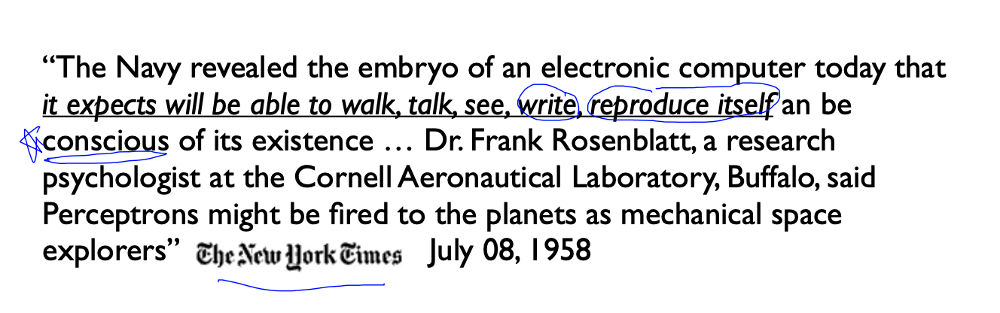 “The Navy revealed the embryo of an electronic computer today that
it expects will be able to walk, talk, see, write, reproduce itself an be
conscious of its existence … Dr. Frank Rosenblatt, a research
psychologist at the Cornell Aeronautical Laboratory, Buffalo, said
Perceptrons might be fired to the planets as mechanical space
explorers” The New York Times July 08, 1958